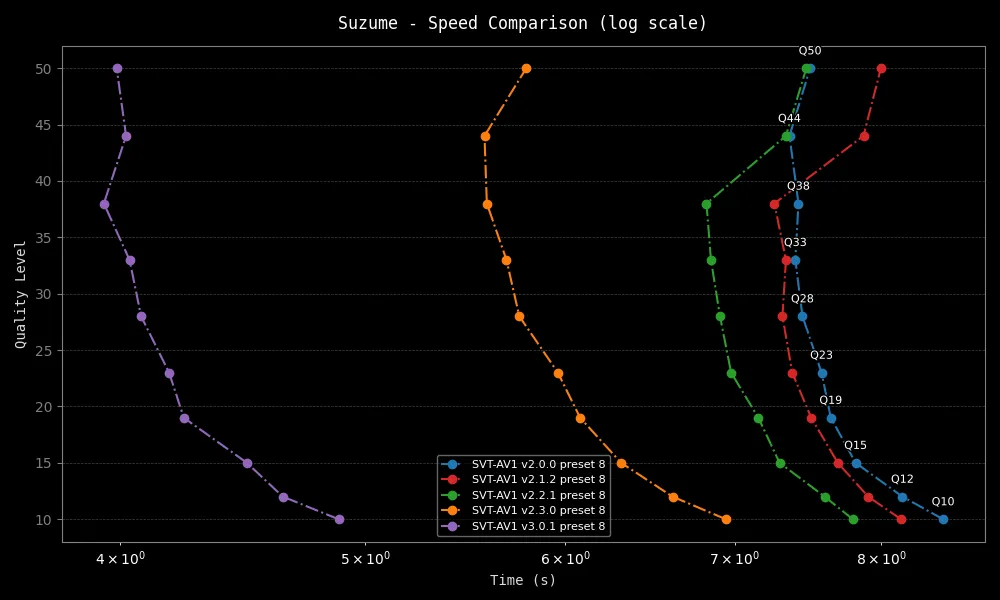 Suzume - Speed Comparison (log scale)
Q50
50
45
Q44
40
Q38
35
Q33
30
Q28
25
Q23
20
Q19
15
Q15
Q12
10
Q10
Quality Level
SVT-AV1 v2.0.0 preset 8
SVT-AV1 v2.1.2 preset 8
SVT-AV1 v2.2.1 preset 8
SVT-AV1 v2.3.0 preset 8
SVT-AV1 v3.0.1 preset 8
4 × 10⁰ 5 × 10⁰ 6 × 10⁰ 7 × 10⁰ 8 × 10⁰
Time (s)